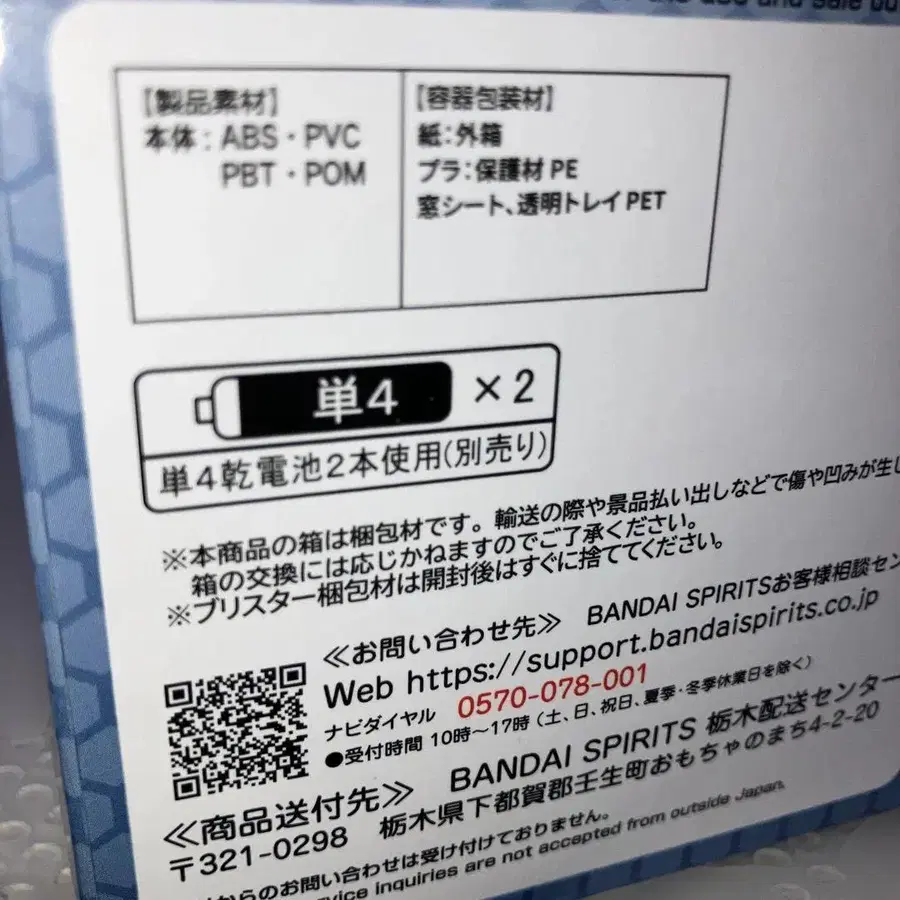 and safe
【製品素材】
本体：ABS・PVC
PBT・POM
【容器包装材】
紙：外箱
プラ：保護材 PE
窓シート、透明トレイ PET
単4 ×2
単4乾電池2本使用(別売り)
※本商品の箱は梱包材です。輸送の際や景品払い出しなどで傷や凹みが生
箱の交換には応じかねますのでご了承ください。
※ブリスター梱包材は開封後はすぐに捨ててください。
≪お問い合わせ先≫ BANDAI SPIRITSお客様相談セン
Web https://support.bandaispirits.co.jp
ナビダイヤル 0570-078-001
●受付時間 10時～17時（土、日、祝日、夏季・冬季休業日を除く）
≪商品送付先≫ BANDAI SPIRITS 栃木配送センター
〒321-0298 栃木県下都賀郡壬生町おもちゃのまち4-2-20
からのお問い合わせは受け付けておりません。
inquiries are not accepted from outside Japan.